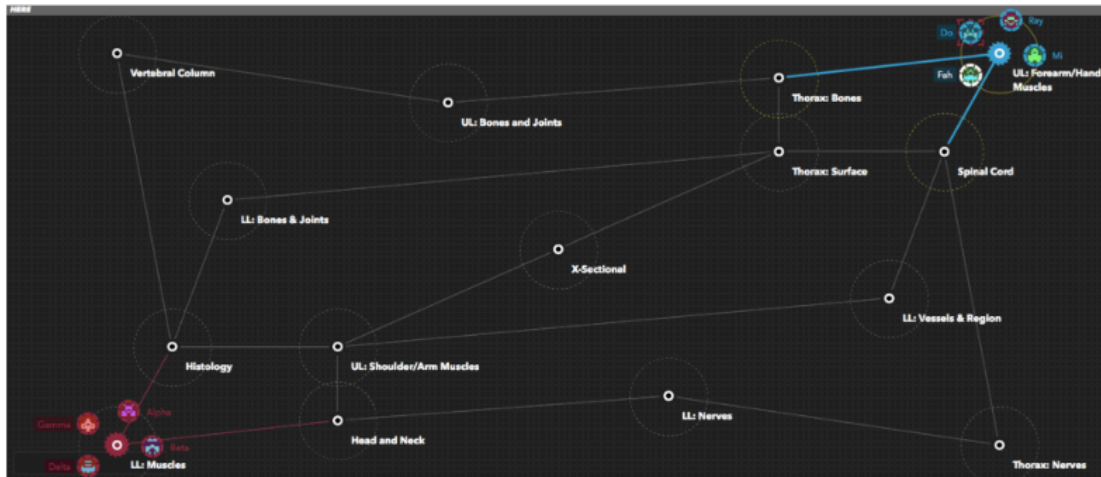 HERE
Ray
Do
Mi
Fah
UL: Forearm/Hand
Muscles
Vertebral Column
Thorax: Bones
UL: Bones and Joints
Thorax: Surface
Spinal Cord
LL: Bones & Joints
X-Sectional
LL: Vessels & Region
Histology
UL: Shoulder/Arm Muscles
Alpha
Gamma
LL: Nerves
Head and Neck
Beta
Delta
LL: Muscles
Thorax: Nerves